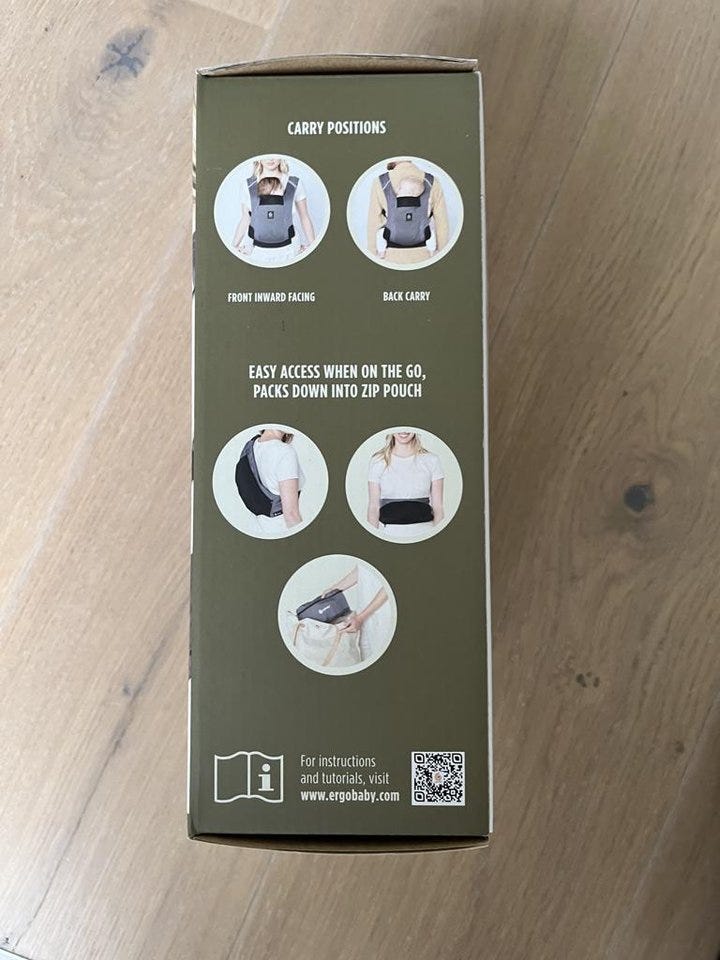 CARRY POSITIONS
FRONT INWARD FACING
BACK CARRY
EASY ACCESS WHEN ON THE GO,
PACKS DOWN INTO ZIP POUCH
For instructions
and tutorials, visit
www.ergobaby.com